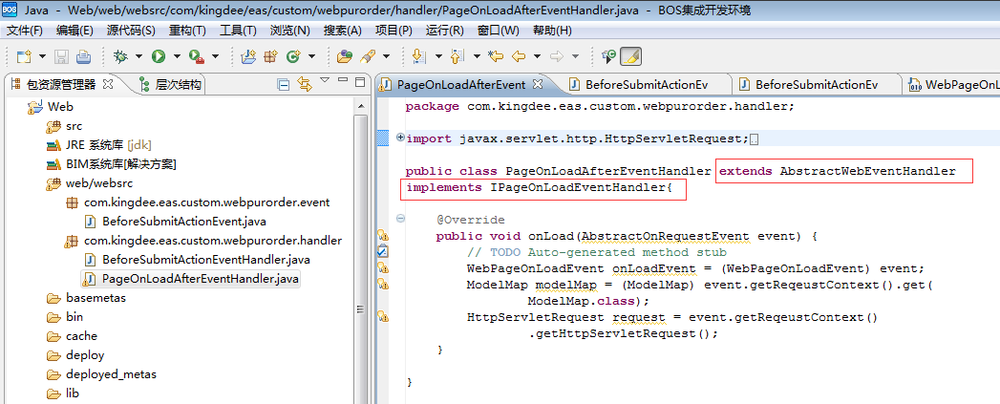 BOS Java - Web/web/websrc/com/kingdee/eas/custom/webpurorder/handler/PageOnLoadAfterEventHandler.java - BOS集成开发环境
文件(F) 编辑(E) 源代码(S) 重构(T) 工具(T) 浏览(N) 搜索(A) 项目(P) 运行(R) 窗口(W) 帮助(H)
包资源管理器 层次结构
Web
src
JRE 系统库 [jdk]
BIM系统库[解决方案]
web/websrc
com.kingdee.eas.custom.webpurorder.event
BeforeSubmitActionEvent.java
com.kingdee.eas.custom.webpurorder.handler
BeforeSubmitActionEventHandler.java
PageOnLoadAfterEventHandler.java
basemetas
bin
cache
deploy
deployed_metas
lib
PageOnLoadAfterEvent BeforeSubmitActionEv BeforeSubmitActionEv WebPageOnL
package com.kingdee.eas.custom.webpurorder.handler;
import javax.servlet.http.HttpServletRequest;
public class PageOnLoadAfterEventHandler extends AbstractWebEventHandler
implements IPageOnLoadEventHandler{
@Override
public void onLoad(AbstractOnRequestEvent event) {
// TODO Auto-generated method stub
WebPageOnLoadEvent onLoadEvent = (WebPageOnLoadEvent) event;
ModelMap modelMap = (ModelMap) event.getReqeustContext().get(
ModelMap.class);
HttpServletRequest request = event.getReqeustContext()
.getHttpServletRequest();
}
}